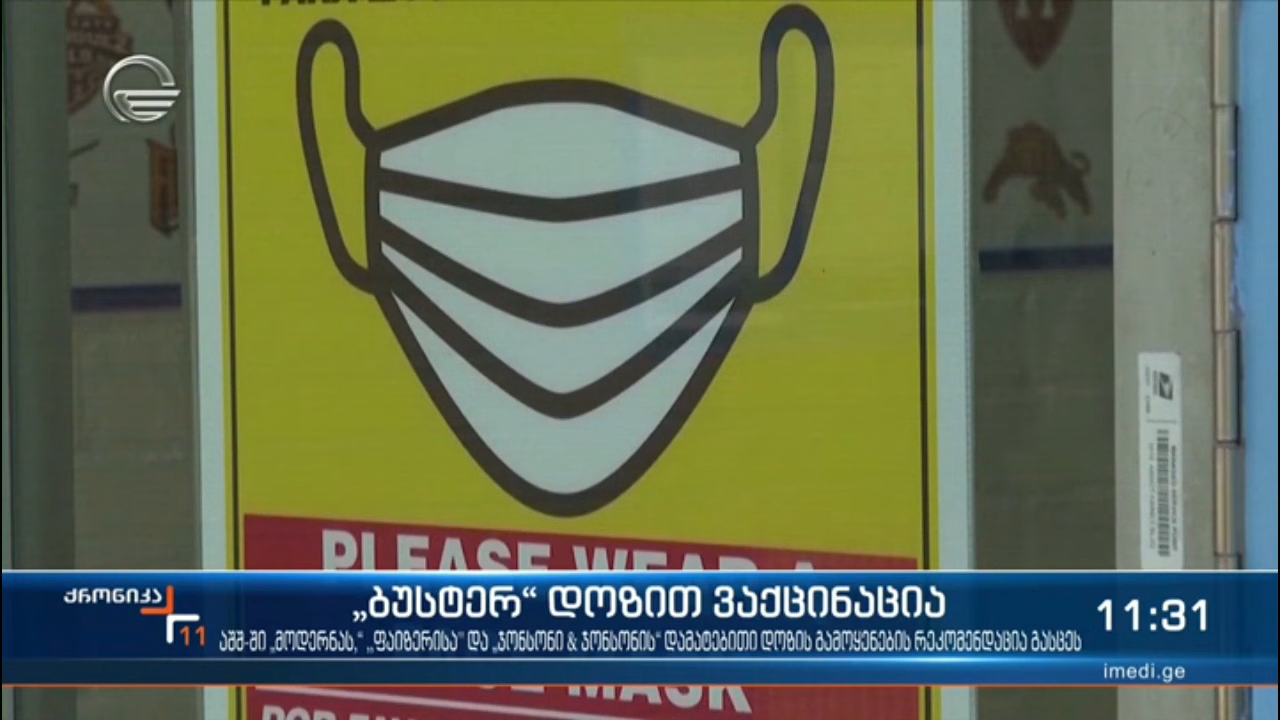 PLEASE WEAR A
ქრონიკა
11
„ბუსტერ“ დოზით ვაქცინაცია
11:31
აშშ-ში „მოდერნას,“ „ფაიზერისა“ და „ჯონსონი & ჯონსონის“ დამატებითი დოზის გამოყენების რეკომენდაცია გასცეს
imedi.ge
MASK